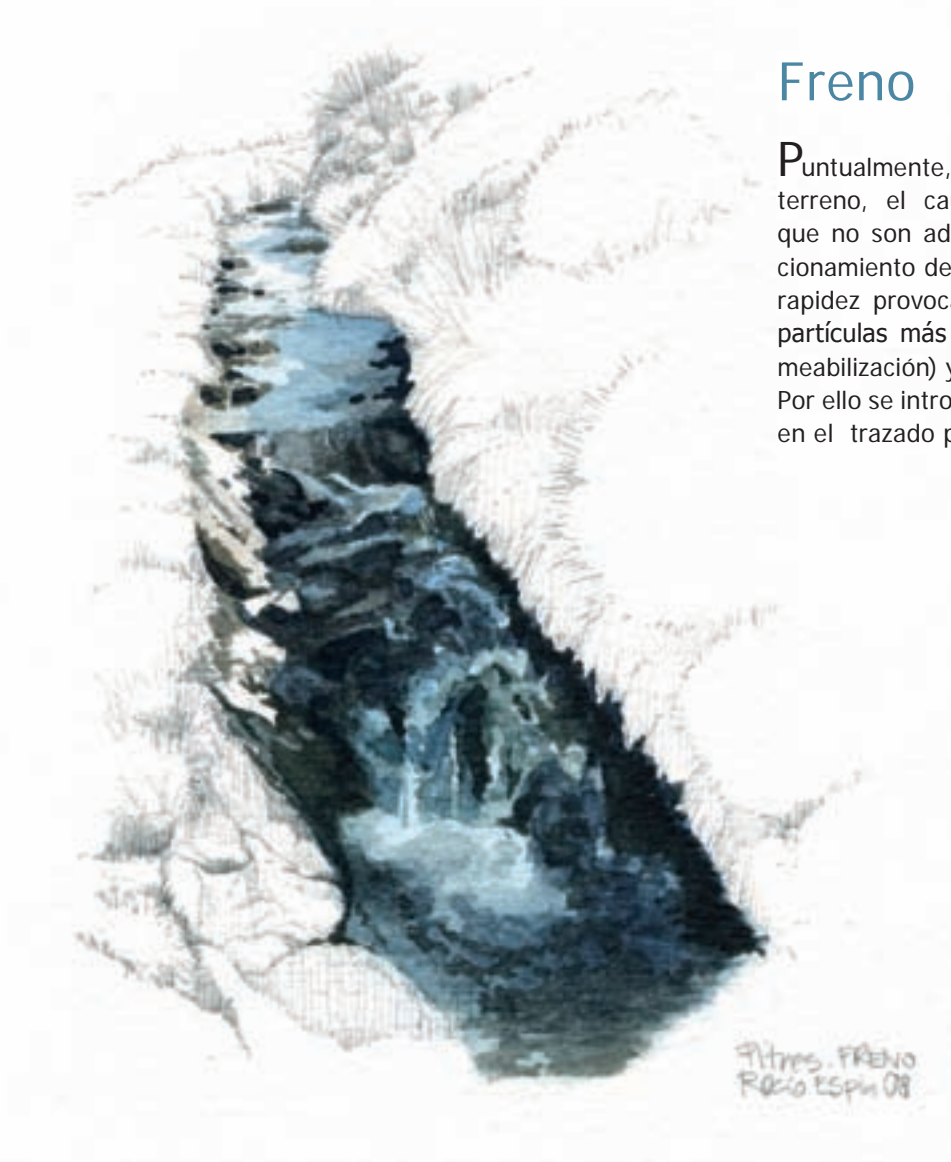 Freno
Puntualmente,
terreno, el ca
que no son ad
cionamiento de
rapidez provoc
partículas más
meabilización) y
Por ello se intro
en el trazado p
Pitres. FRENO
Rocío Espín 08